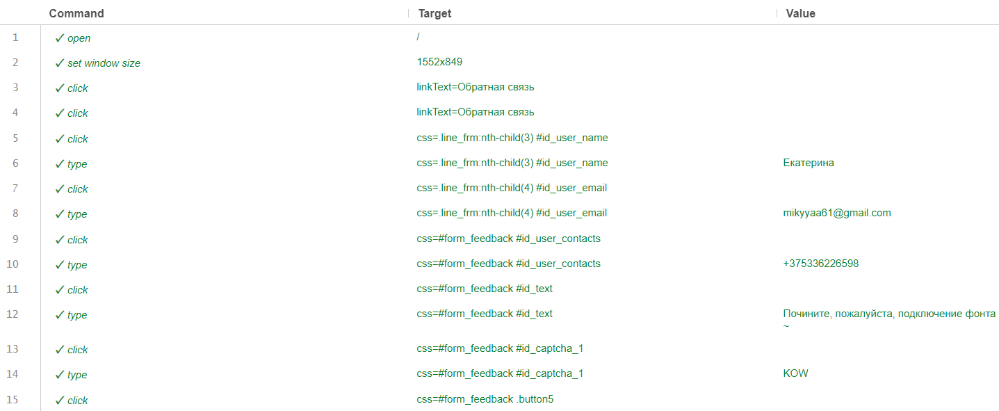 Command Target Value
1 ✓ open /
2 ✓ set window size 1552x849
3 ✓ click linkText=Обратная связь
4 ✓ click linkText=Обратная связь
5 ✓ click css=.line_frm:nth-child(3) #id_user_name
6 ✓ type css=.line_frm:nth-child(3) #id_user_name Екатерина
7 ✓ click css=.line_frm:nth-child(4) #id_user_email
8 ✓ type css=.line_frm:nth-child(4) #id_user_email mikyyaa61@gmail.com
9 ✓ click css=#form_feedback #id_user_contacts
10 ✓ type css=#form_feedback #id_user_contacts +375336226598
11 ✓ click css=#form_feedback #id_text
12 ✓ type css=#form_feedback #id_text Почините, пожалуйста, подключение фонта
~
13 ✓ click css=#form_feedback #id_captcha_1
14 ✓ type css=#form_feedback #id_captcha_1 KOW
15 ✓ click css=#form_feedback .button5